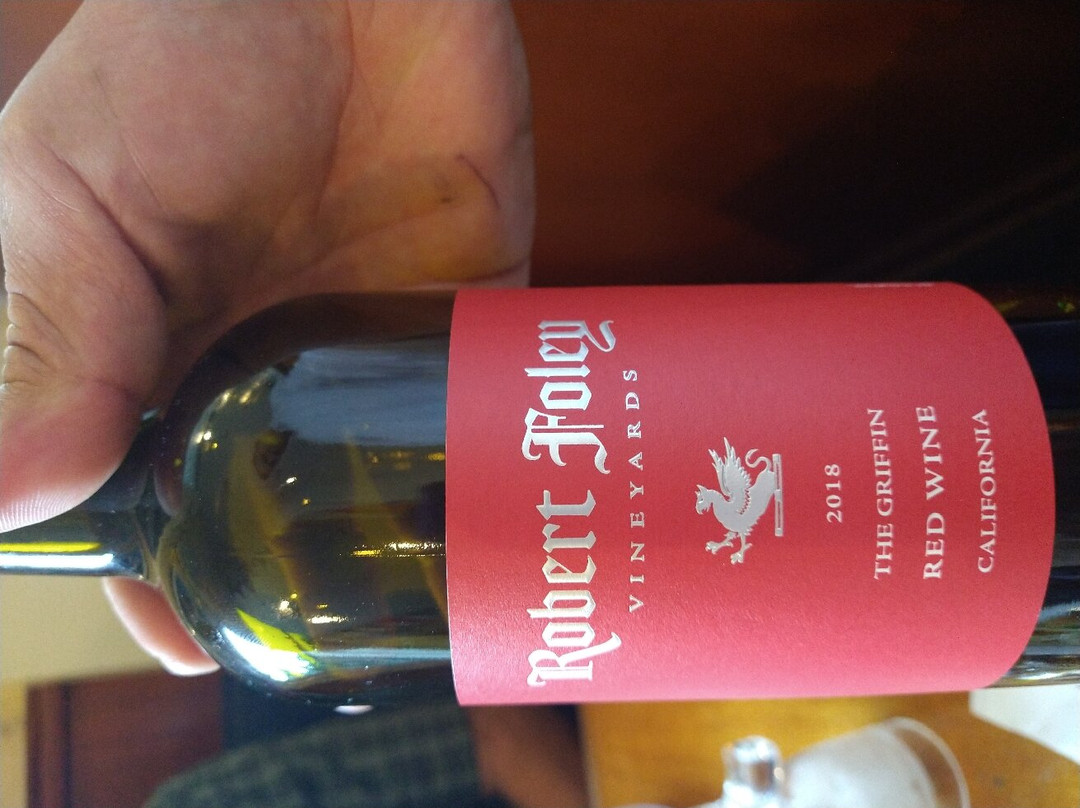 Robert Foley
VINEYARDS
2018
THE GRIFFIN
RED WINE
CALIFORNIA